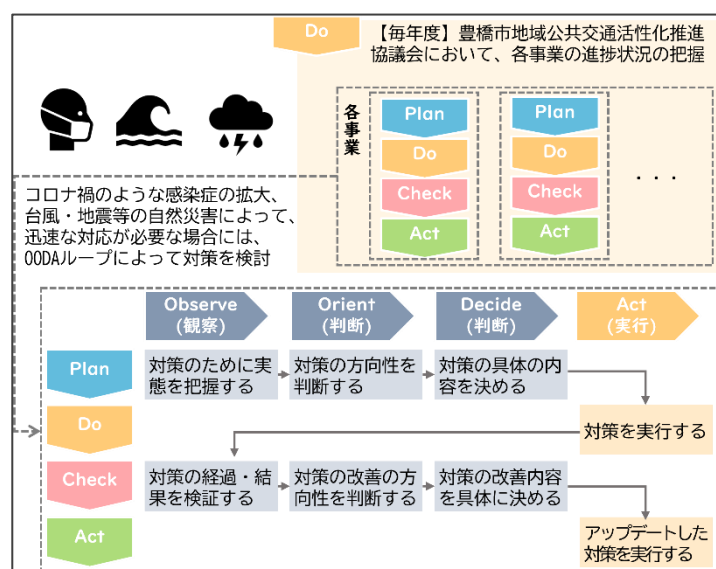 Do
【毎年度】豊橋市地域公共交通活性化推進
協議会において、各事業の進捗状況の把握
各事業
Plan
Do
Check
Act
Plan
Do
Check
Act
・・・
コロナ禍のような感染症の拡大、
台風・地震等の自然災害によって、
迅速な対応が必要な場合には、
OODAループによって対策を検討
Observe
(観察)
Orient
(判断)
Decide
(判断)
Act
(実行)
Plan
対策のために実
態を把握する
対策の方向性を
判断する
対策の具体の内
容を決める
Do
対策を実行する
Check
対策の経過・結
果を検証する
対策の改善の方
向性を判断する
対策の改善内容
を具体に決める
Act
アップデートした
対策を実行する